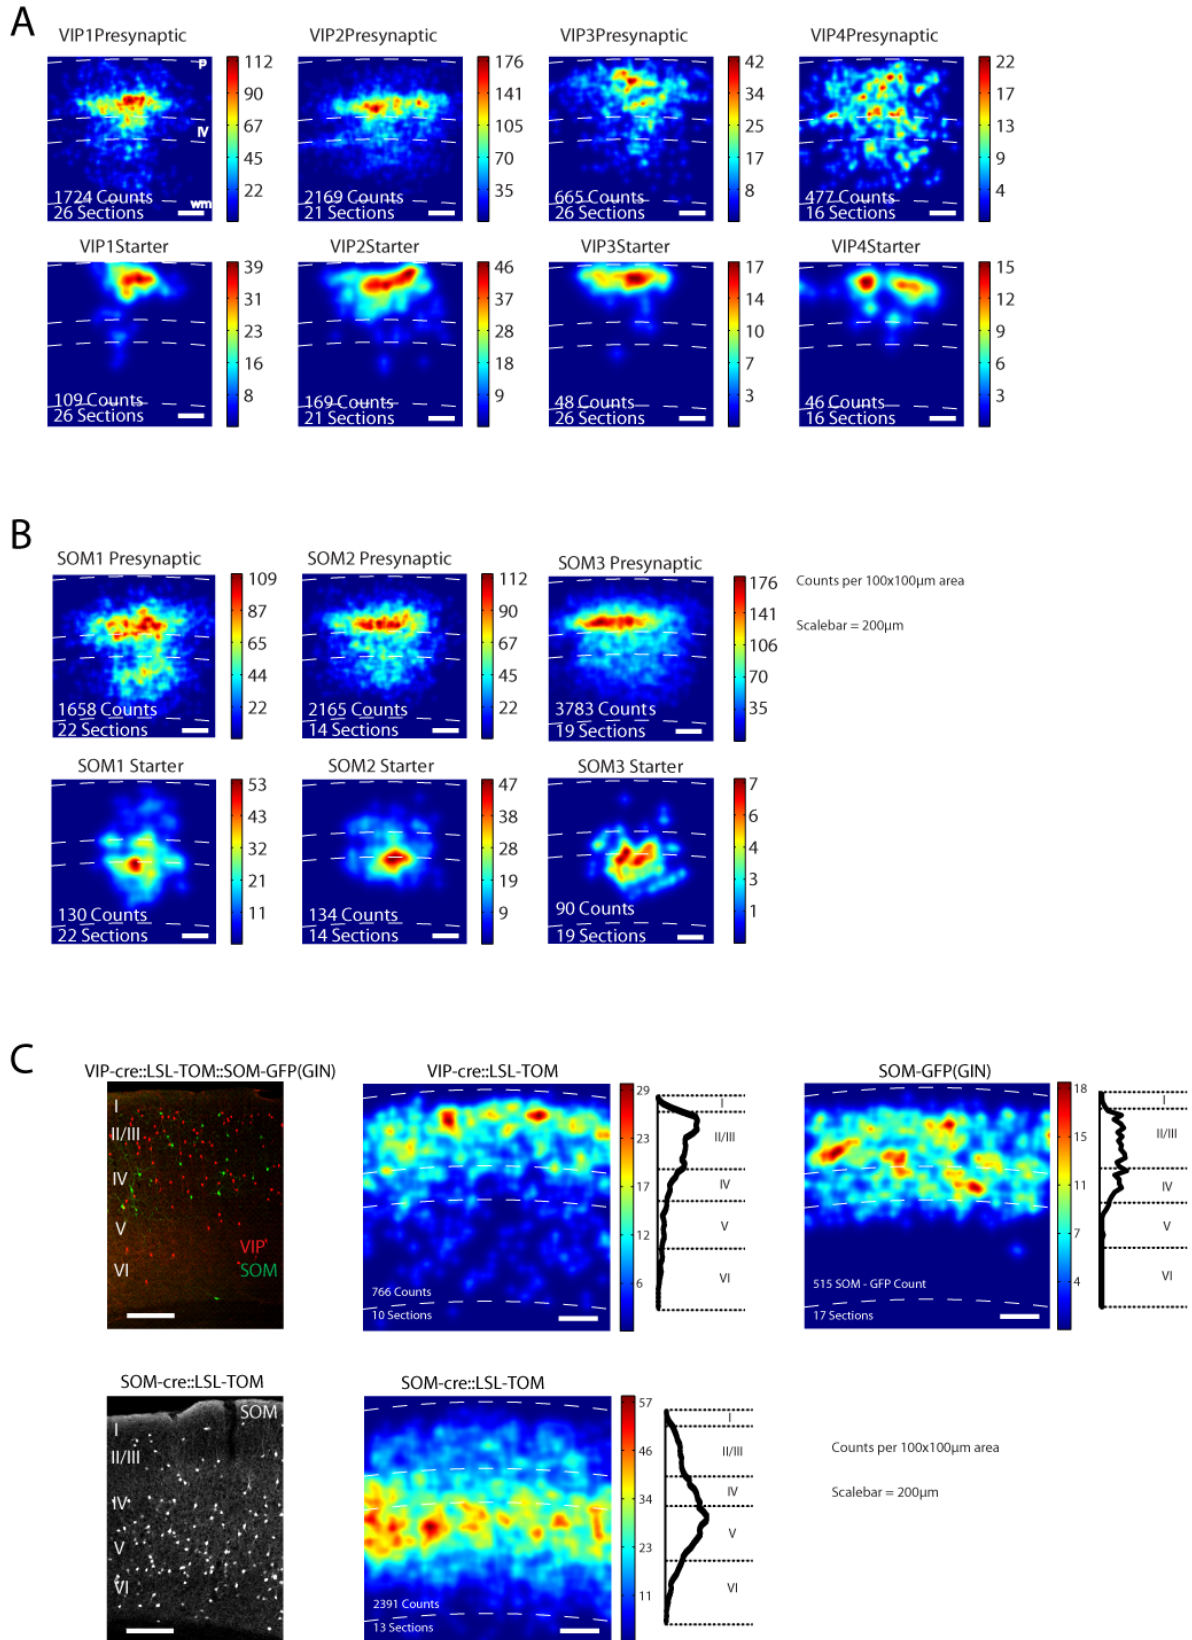 A
VIP1Presynaptic
VIP2Presynaptic
VIP3Presynaptic
VIP4Presynaptic
p
IV
wm
1724 Counts
26 Sections
112
90
67
45
22
2169 Counts
21 Sections
176
141
105
70
35
665 Counts
26 Sections
42
34
25
17
8
477 Counts
16 Sections
22
17
13
9
4
VIP1Starter
VIP2Starter
VIP3Starter
VIP4Starter
109 Counts
26 Sections
39
31
23
16
8
169 Counts
21 Sections
46
37
28
18
9
48 Counts
26 Sections
17
14
10
7
3
46 Counts
16 Sections
15
12
9
6
3
B
SOM1 Presynaptic
SOM2 Presynaptic
SOM3 Presynaptic
1658 Counts
22 Sections
109
87
65
44
22
2165 Counts
14 Sections
112
90
67
45
22
3783 Counts
19 Sections
176
141
106
70
35
Counts per 100x100µm area
Scalebar = 200µm
SOM1 Starter
SOM2 Starter
SOM3 Starter
130 Counts
22 Sections
53
43
32
21
11
134 Counts
14 Sections
47
38
28
19
9
90 Counts
19 Sections
7
6
4
3
1
C
VIP-cre::LSL-TOM::SOM-GFP(GIN)
I
II/III
IV
V
VI
VIP
SOM
VIP-cre::LSL-TOM
766 Counts
10 Sections
29
23
17
12
6
I
II/III
IV
V
VI
SOM-GFP(GIN)
515 SOM - GFP Count
17 Sections
18
15
11
7
4
I
II/III
IV
V
VI
SOM-cre::LSL-TOM
SOM
I
II/III
IV
V
VI
SOM-cre::LSL-TOM
2391 Counts
13 Sections
57
46
34
23
11
I
II/III
IV
V
VI
Counts per 100x100µm area
Scalebar = 200µm